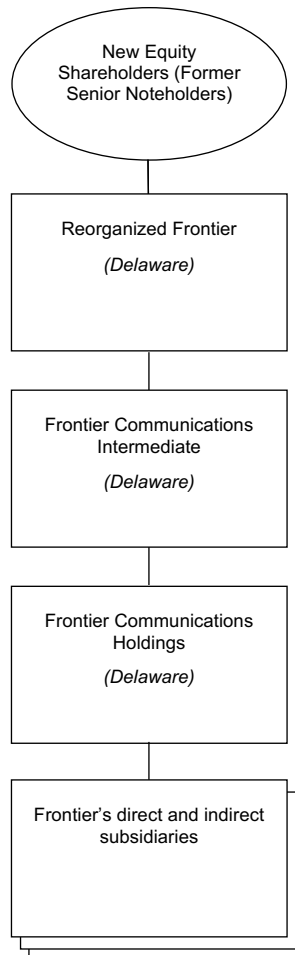 New Equity
Shareholders (Former
Senior Noteholders)
Reorganized Frontier
(Delaware)
Frontier Communications
Intermediate
(Delaware)
Frontier Communications
Holdings
(Delaware)
Frontier’s direct and indirect
subsidiaries